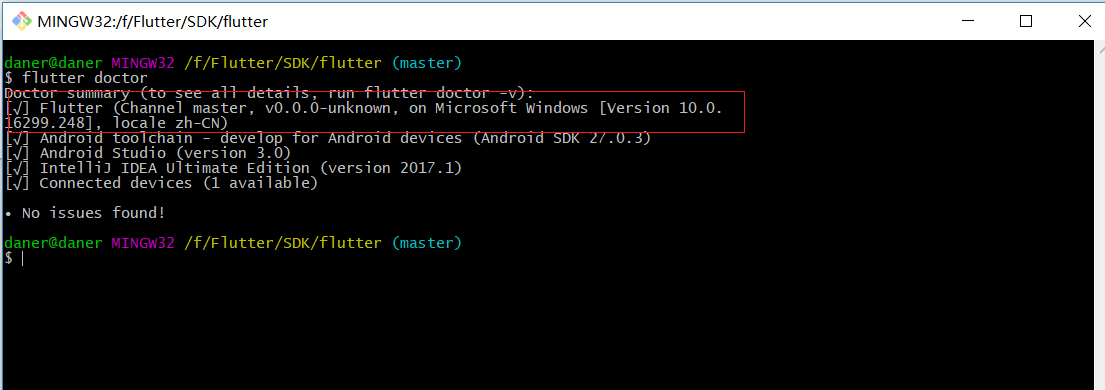 MINGW32:/f/Flutter/SDK/flutter
daner@daner MINGW32 /f/Flutter/SDK/flutter (master)
$ flutter doctor
Doctor summary (to see all details, run flutter doctor -v):
[√] Flutter (Channel master, v0.0.0-unknown, on Microsoft Windows [Version 10.0.
16299.248], locale zh-CN)
[√] Android toolchain - develop for Android devices (Android SDK 27.0.3)
[√] Android Studio (version 3.0)
[√] IntelliJ IDEA Ultimate Edition (version 2017.1)
[√] Connected devices (1 available)
• No issues found!
daner@daner MINGW32 /f/Flutter/SDK/flutter (master)
$